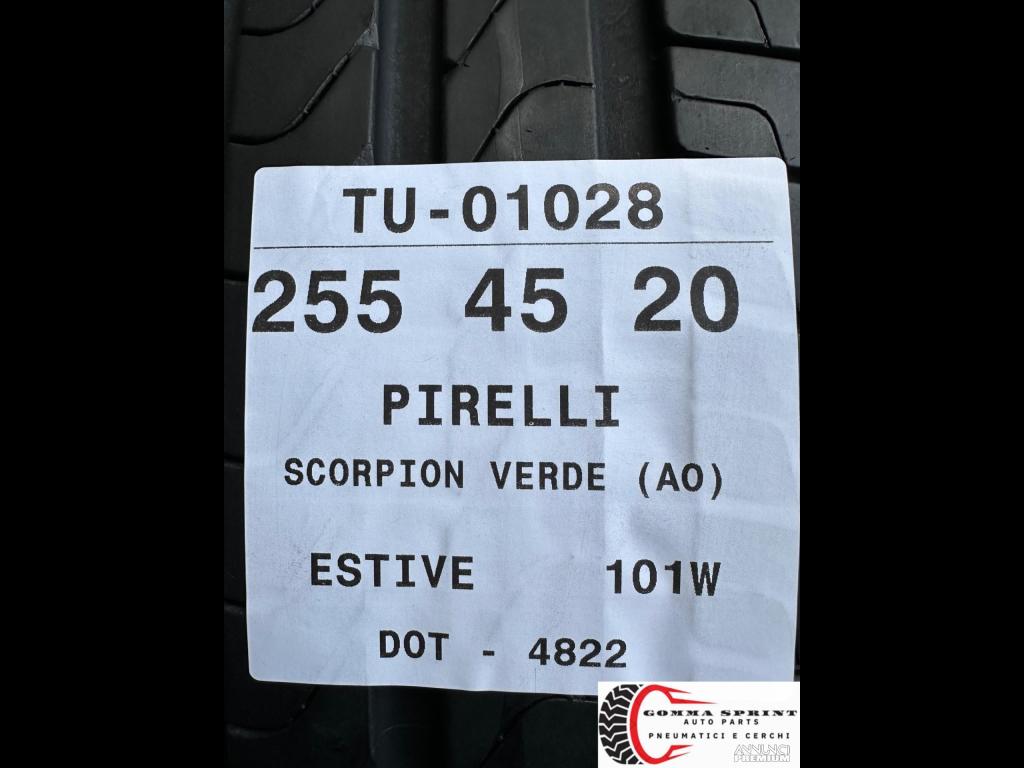 TU-01028
255 45 20
PIRELLI
SCORPION VERDE (AO)
ESTIVE 101W
DOT - 4822
GOMMA SPRINT
AUTO PARTS
PNEUMATICI E CERCHI
ANNUNCI
PREMIUM